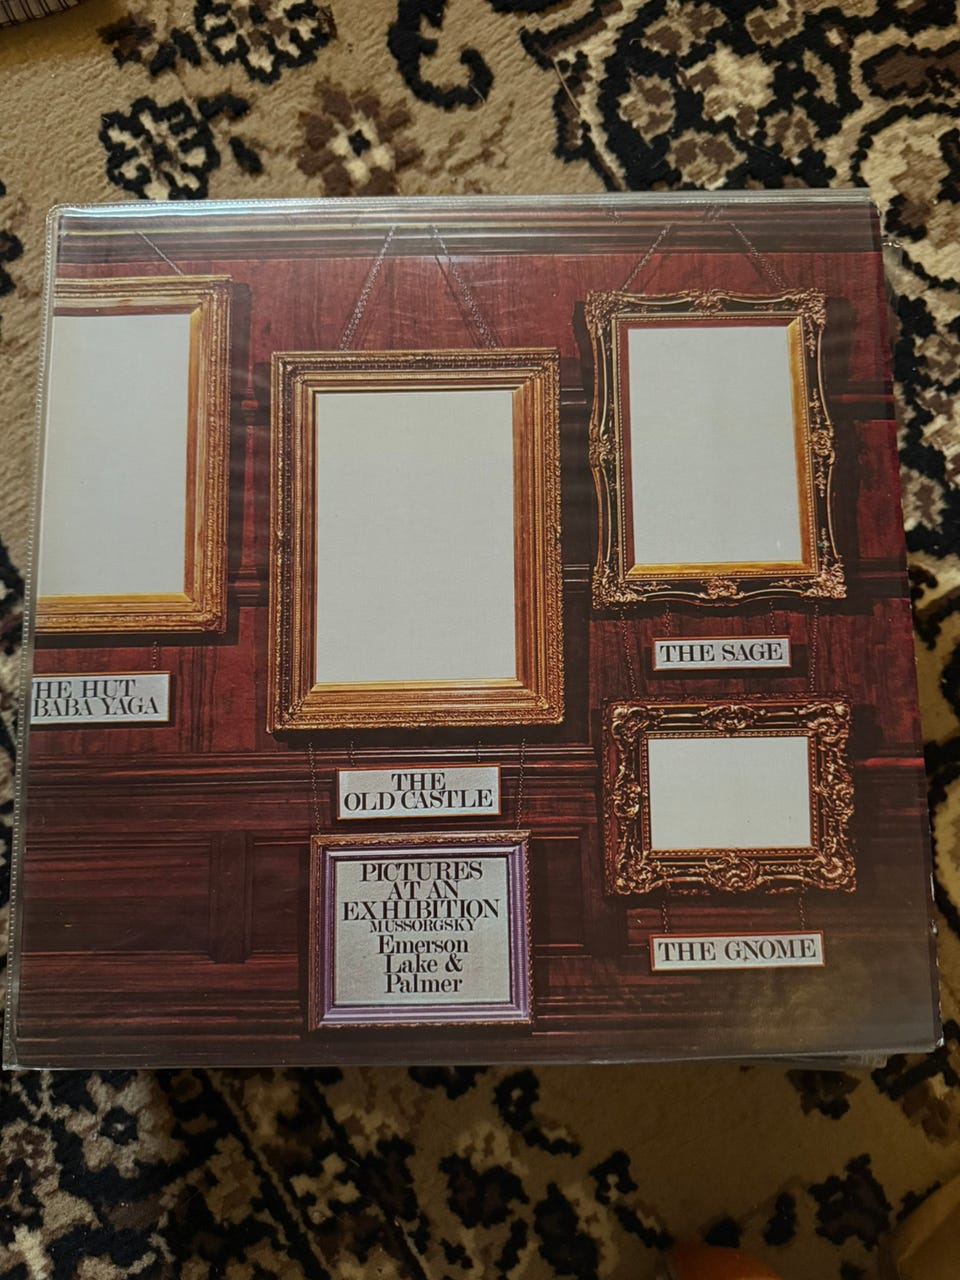 HE HUT
BABA YAGA
THE
OLD CASTLE
THE SAGE
PICTURES
AT AN
EXHIBITION
MUSSORGSKY
Emerson
Lake &
Palmer
THE GNOME